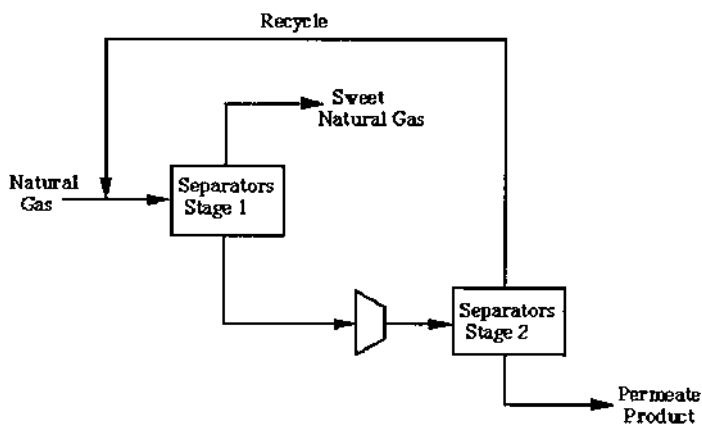 Recycle
Sweet
Natural Gas
Natural
Gas
Separators
Stage 1
Separators
Stage 2
Permeate
Product